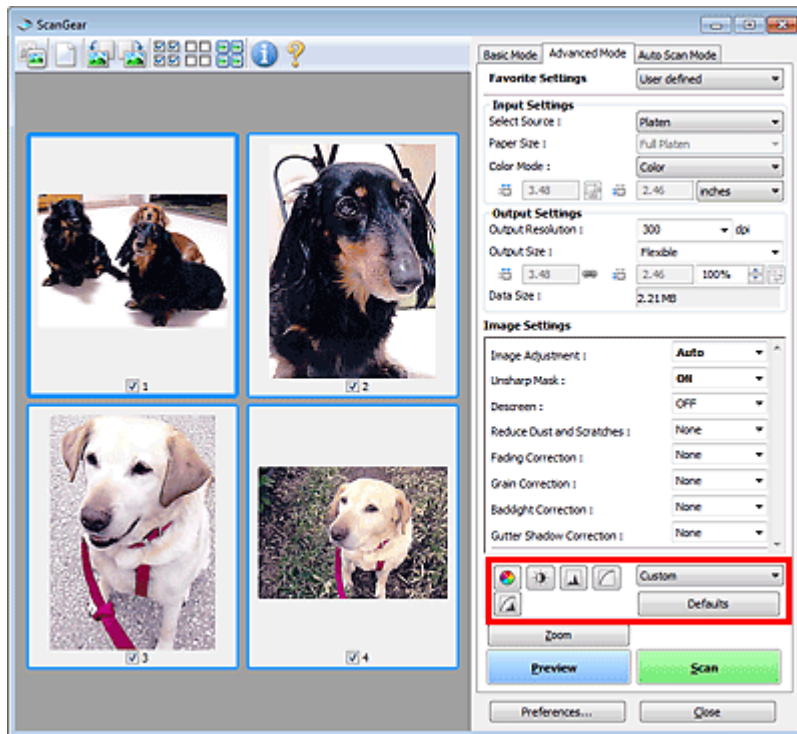 ScanGear
Basic Mode Advanced Mode Auto Scan Mode
Favorite Settings User defined
Input Settings
Select Source : Platen
Paper Size : Full Platen
Color Mode : Color
3.48 2.46 inches
Output Settings
Output Resolution : 300 dpi
Output Size : Flexible
3.48 2.46 100%
Data Size : 2.21 MB
Image Settings
Image Adjustment : Auto
Unsharp Mask : ON
Descreen : OFF
Reduce Dust and Scratches : None
Fading Correction : None
Grain Correction : None
Backlight Correction : None
Gutter Shadow Correction : None
Custom
Defaults
Zoom
Preview Scan
Preferences... Close
1 2
3 4